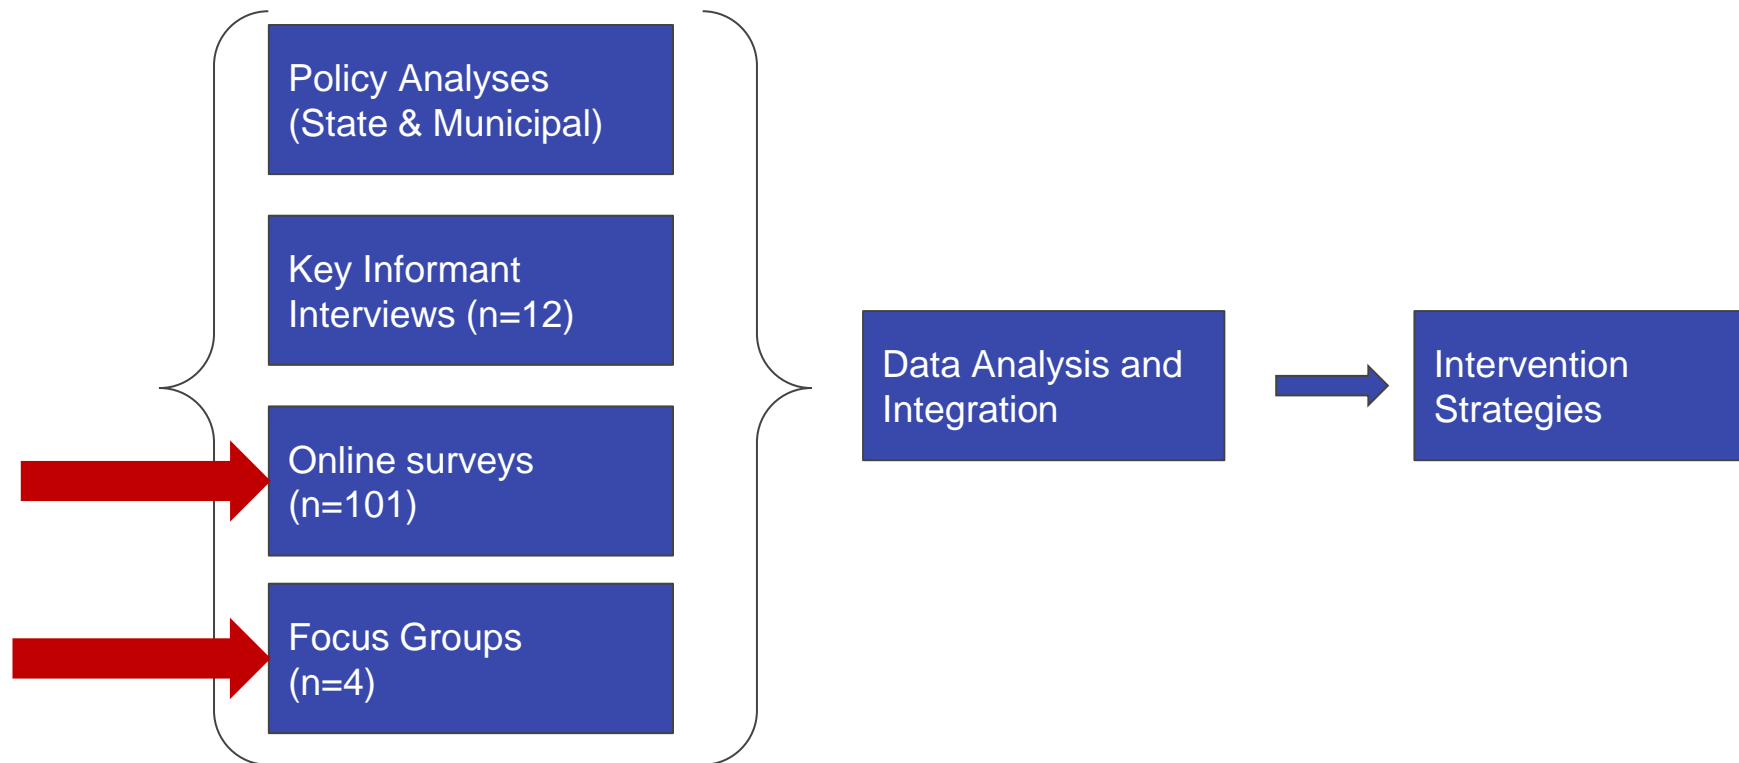 Policy Analyses
(State & Municipal)
Key Informant
Interviews (n=12)
Online surveys
(n=101)
Focus Groups
(n=4)
Data Analysis and
Integration
Intervention
Strategies